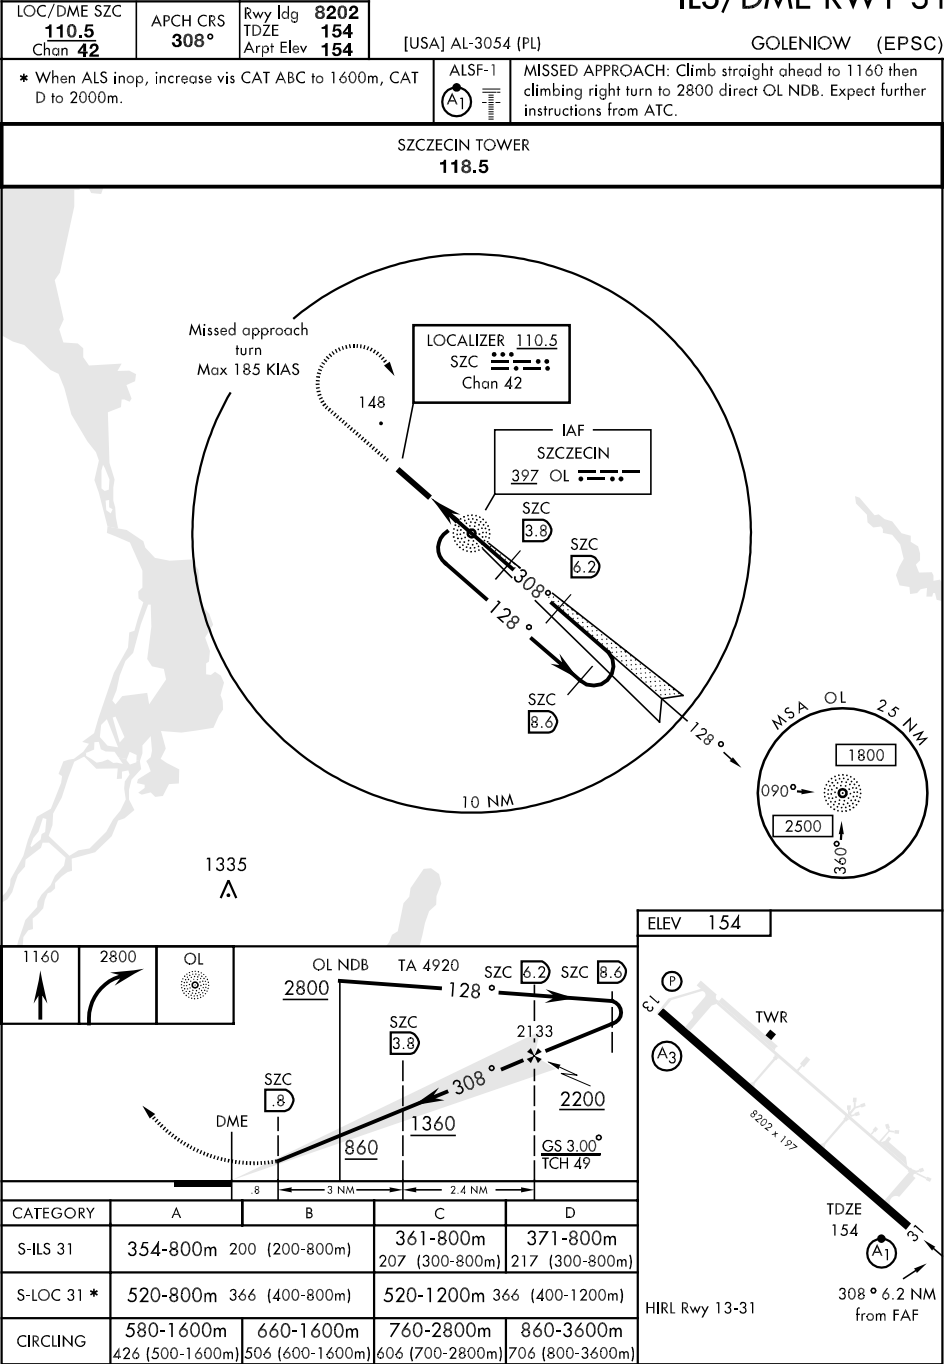 ILS/DME RWY 31
LOC/DME SZC
110.5
Chan 42
APCH CRS
308°
Rwy ldg 8202
TDZE 154
Arpt Elev 154
[USA] AL-3054 (PL)
GOLENIOW (EPSC)
* When ALS inop, increase vis CAT ABC to 1600m, CAT
D to 2000m.
ALSF-1
A1
MISSED APPROACH: Climb straight ahead to 1160 then
climbing right turn to 2800 direct OL NDB. Expect further
instructions from ATC.
SZCZECIN TOWER
118.5
Missed approach
turn
Max 185 KIAS
LOCALIZER 110.5
SZC
Chan 42
148
IAF
SZCZECIN
397 OL
SZC
3.8
SZC
6.2
308°
128°
SZC
8.6
128°
10 NM
MSA OL 25 NM
1800
090°
2500
360°
1335
ELEV 154
1160
2800
OL
OL NDB TA 4920
2800
128°
SZC 6.2
SZC 8.6
2133
SZC
3.8
308°
2200
SZC
.8
DME
1360
860
GS 3.00°
TCH 49
.8
3 NM
2.4 NM
P
13
TWR
A3
8202 x 197
TDZE
154
31
A1
HIRL Rwy 13-31
308° 6.2 NM
from FAF
CATEGORY A B C D
S-ILS 31 354-800m 200 (200-800m) 361-800m 371-800m
207 (300-800m) 217 (300-800m)
S-LOC 31 * 520-800m 366 (400-800m) 520-1200m 366 (400-1200m)
CIRCLING 580-1600m 660-1600m 760-2800m 860-3600m
426 (500-1600m) 506 (600-1600m) 606 (700-2800m) 706 (800-3600m)